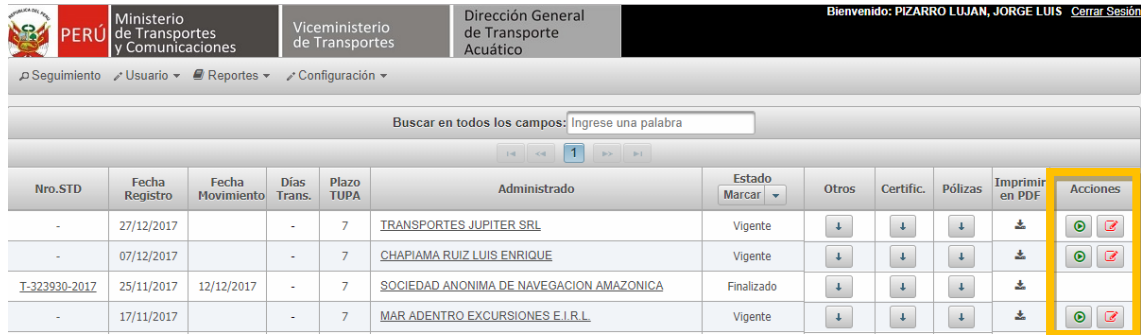 REPUBLICA DEL PERU
PERÚ
Ministerio
de Transportes
y Comunicaciones
Viceministerio
de Transportes
Dirección General
de Transporte
Acuático
Bienvenido: PIZARRO LUJAN, JORGE LUIS Cerrar Sesión
Seguimiento Usuario Reportes Configuración
Buscar en todos los campos: Ingrese una palabra
1
Nro.STD Fecha Registro Fecha Movimiento Días Trans. Plazo TUPA Administrado Estado Marcar Otros Certific. Pólizas Imprimir en PDF Acciones
- 27/12/2017 - 7 TRANSPORTES JUPITER SRL Vigente
- 07/12/2017 - 7 CHAPIAMA RUIZ LUIS ENRIQUE Vigente
T-323930-2017 25/11/2017 12/12/2017 - 7 SOCIEDAD ANONIMA DE NAVEGACION AMAZONICA Finalizado
- 17/11/2017 - 7 MAR ADENTRO EXCURSIONES E.I.R.L. Vigente